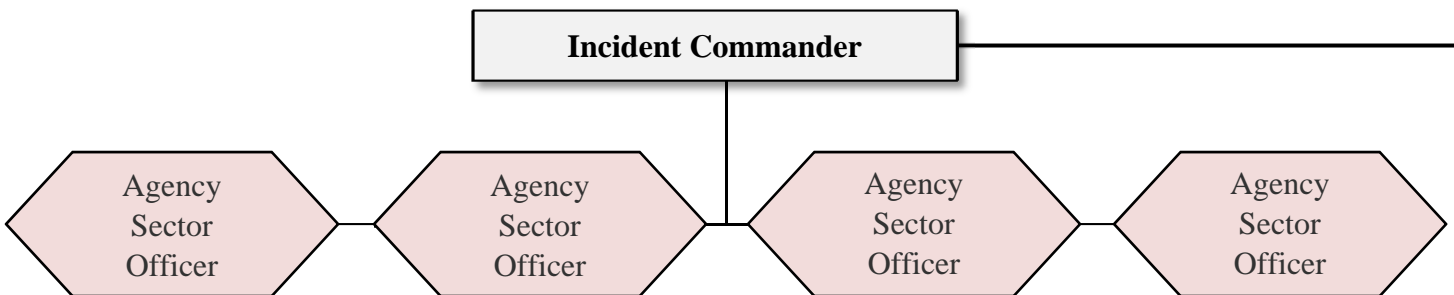 Incident Commander
Agency
Sector
Officer
Agency
Sector
Officer
Agency
Sector
Officer
Agency
Sector
Officer